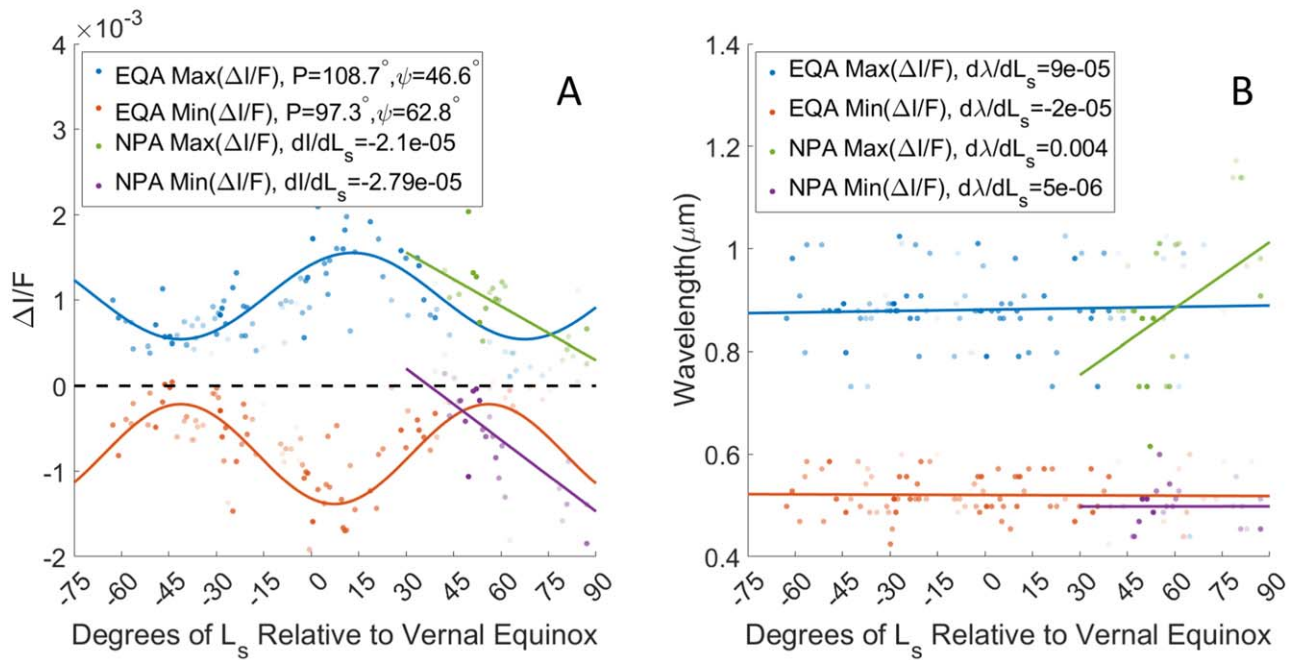 ×10⁻³
4
3
2
1
0
-1
-2
ΔI/F
EQA Max(ΔI/F), P=108.7°,ψ=46.6°
EQA Min(ΔI/F), P=97.3°,ψ=62.8°
NPA Max(ΔI/F), dI/dLₛ=-2.1e-05
NPA Min(ΔI/F), dI/dLₛ=-2.79e-05
A
-75 -60 -45 -30 -15 0 15 30 45 60 75 90
Degrees of Lₛ Relative to Vernal Equinox
1.4
1.2
1
0.8
0.6
0.4
Wavelength(μm)
EQA Max(ΔI/F), dλ/dLₛ=9e-05
EQA Min(ΔI/F), dλ/dLₛ=-2e-05
NPA Max(ΔI/F), dλ/dLₛ=0.004
NPA Min(ΔI/F), dλ/dLₛ=5e-06
B
-75 -60 -45 -30 -15 0 15 30 45 60 75 90
Degrees of Lₛ Relative to Vernal Equinox